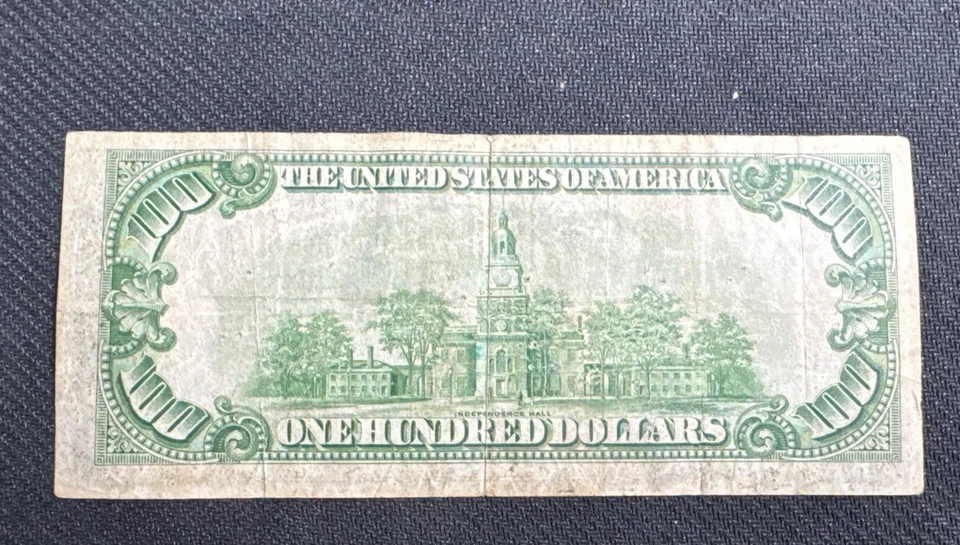 THE UNITED STATES OF AMERICA
100 100
INDEPENDENCE HALL
100 100
ONE HUNDRED DOLLARS